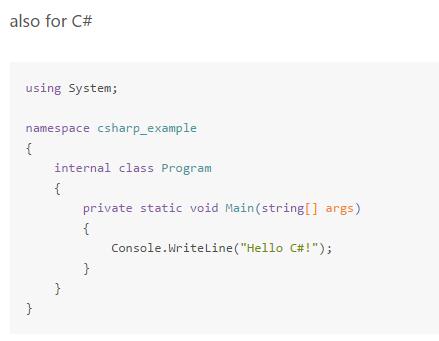 also for C#
using System;
namespace csharp_example
{
    internal class Program
    {
        private static void Main(string[] args)
        {
            Console.WriteLine("Hello C#!");
        }
    }
}